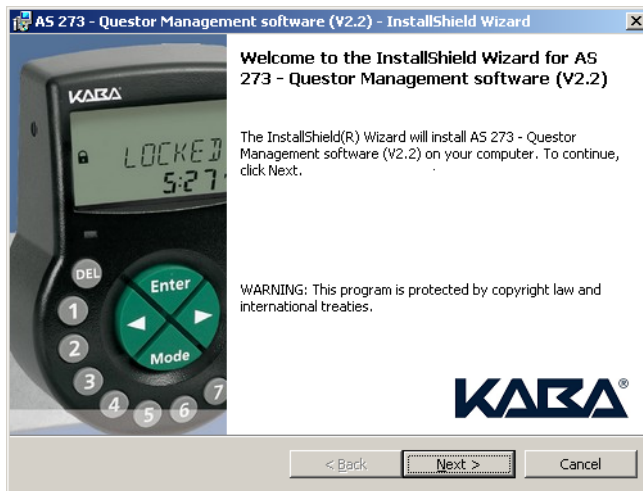 AS 273 - Questor Management software (V2.2) - InstallShield Wizard
Welcome to the InstallShield Wizard for AS
273 - Questor Management software (V2.2)
The InstallShield(R) Wizard will install AS 273 - Questor
Management software (V2.2) on your computer. To continue,
click Next.
WARNING: This program is protected by copyright law and
international treaties.
KABA
LOCKED
5:27
DEL
Enter
Mode
1
2
3
4
5
6
7
KABA®
< Back
Next >
Cancel